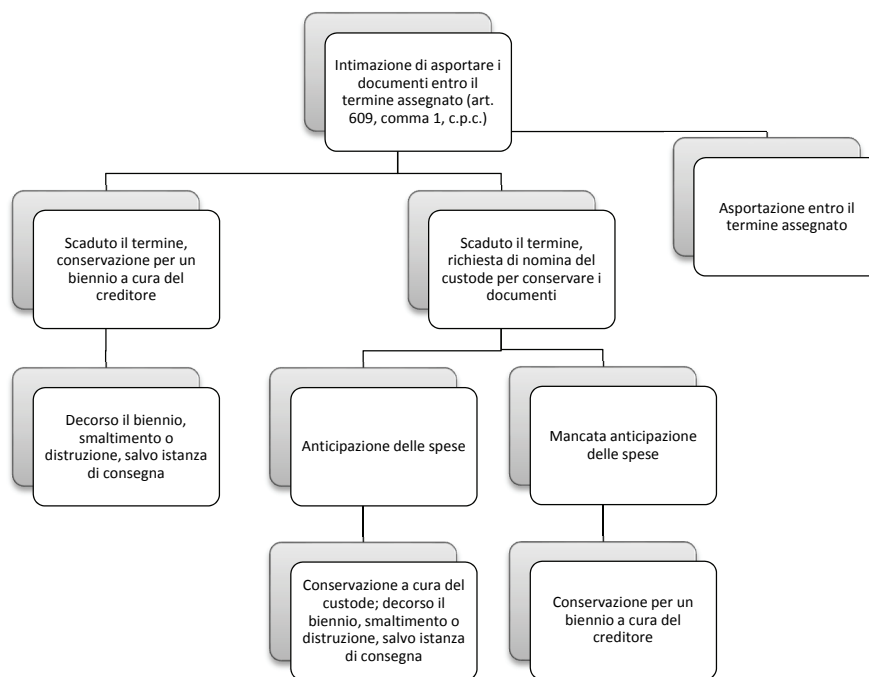 Intimazione di asportare i
documenti entro il
termine assegnato (art.
609, comma 1, c.p.c.)
Asportazione entro il
termine assegnato
Scaduto il termine,
conservazione per un
biennio a cura del
creditore
Scaduto il termine,
richiesta di nomina del
custode per conservare i
documenti
Decorso il biennio,
smaltimento o
distruzione, salvo istanza
di consegna
Anticipazione delle spese
Mancata anticipazione
delle spese
Conservazione a cura del
custode; decorso il
biennio, smaltimento o
distruzione, salvo istanza
di consegna
Conservazione per un
biennio a cura del
creditore